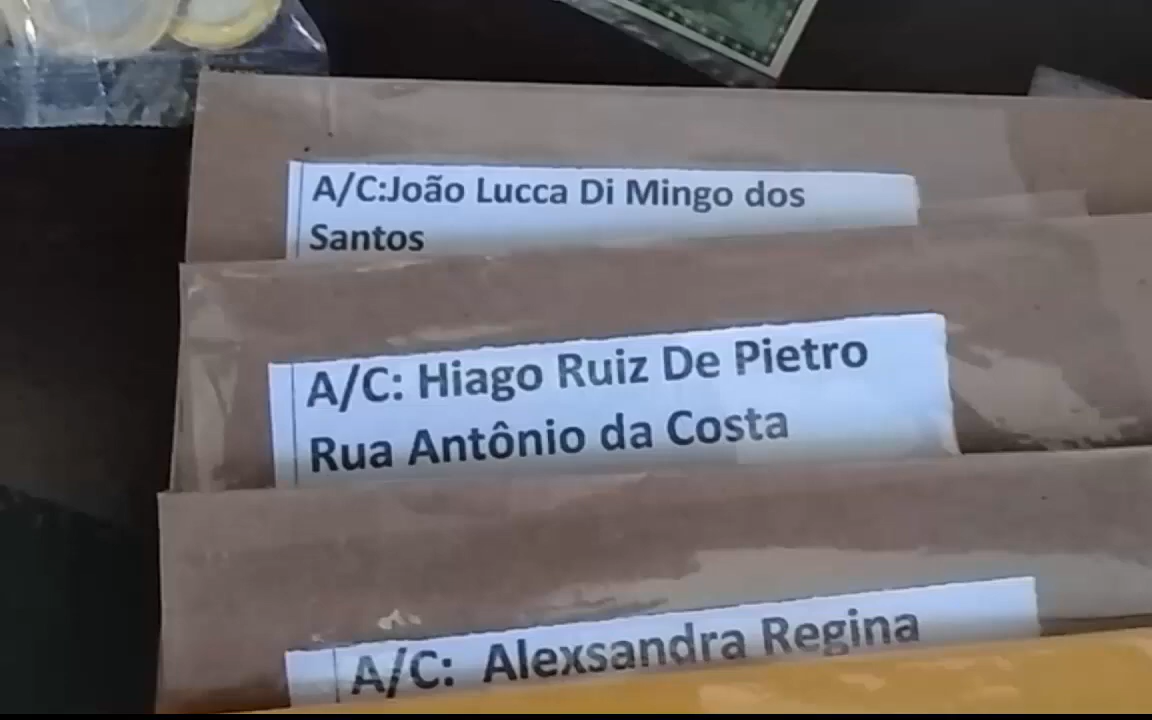 A/C:João Lucca Di Mingo dos
Santos
A/C: Hiago Ruiz De Pietro
Rua Antônio da Costa
A/C: Alexsandra Regina